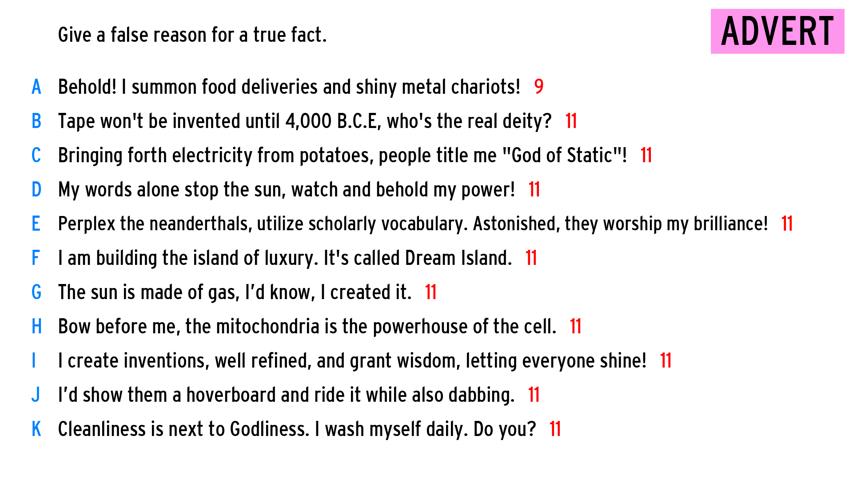 Give a false reason for a true fact.
ADVERT
A Behold! I summon food deliveries and shiny metal chariots! 9
B Tape won't be invented until 4,000 B.C.E, who's the real deity? 11
C Bringing forth electricity from potatoes, people title me "God of Static"! 11
D My words alone stop the sun, watch and behold my power! 11
E Perplex the neanderthals, utilize scholarly vocabulary. Astonished, they worship my brilliance! 11
F I am building the island of luxury. It's called Dream Island. 11
G The sun is made of gas, I’d know, I created it. 11
H Bow before me, the mitochondria is the powerhouse of the cell. 11
I I create inventions, well refined, and grant wisdom, letting everyone shine! 11
J I’d show them a hoverboard and ride it while also dabbing. 11
K Cleanliness is next to Godliness. I wash myself daily. Do you? 11